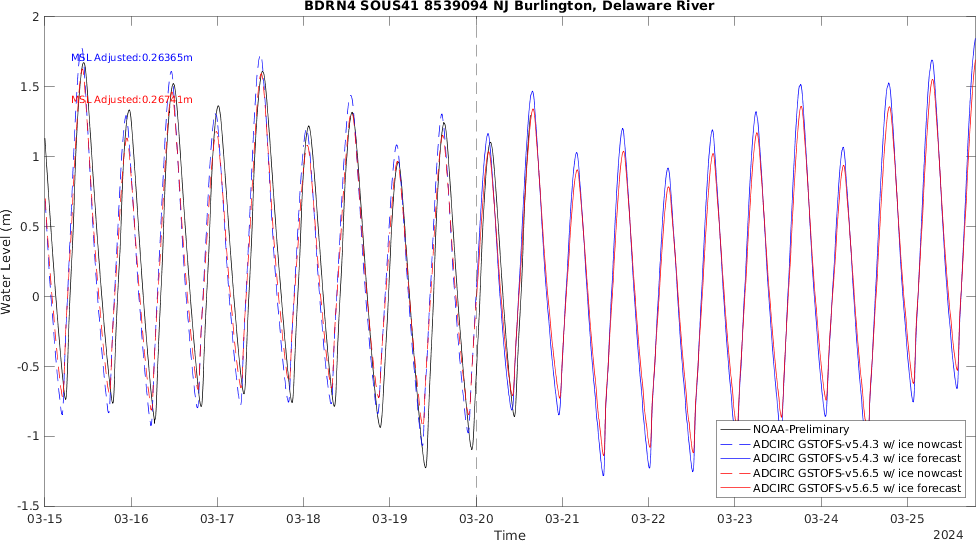 BDRN4 SOUS41 8539094 NJ Burlington, Delaware River
2
1.5
1
0.5
0
-0.5
-1
-1.5
Water Level (m)
MSL Adjusted:0.26365m
MSL Adjusted:0.26741m
NOAA-Preliminary
ADCIRC GSTOFS-v5.4.3 w/ ice nowcast
ADCIRC GSTOFS-v5.4.3 w/ ice forecast
ADCIRC GSTOFS-v5.6.5 w/ ice nowcast
ADCIRC GSTOFS-v5.6.5 w/ ice forecast
03-15 03-16 03-17 03-18 03-19 03-20 03-21 03-22 03-23 03-24 03-25
Time
2024